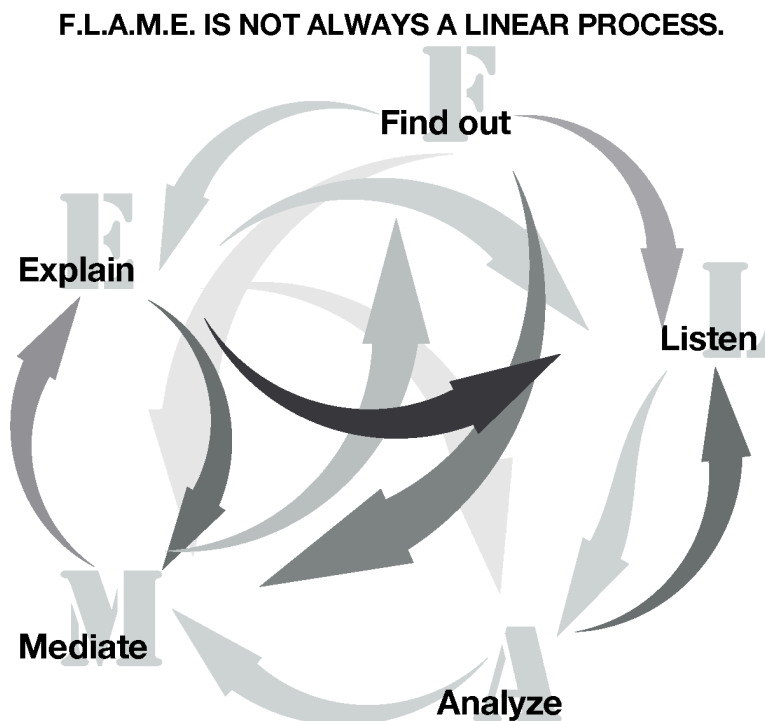 F.L.A.M.E. IS NOT ALWAYS A LINEAR PROCESS.
F
Find out
E
Explain
L
Listen
M
Mediate
A
Analyze